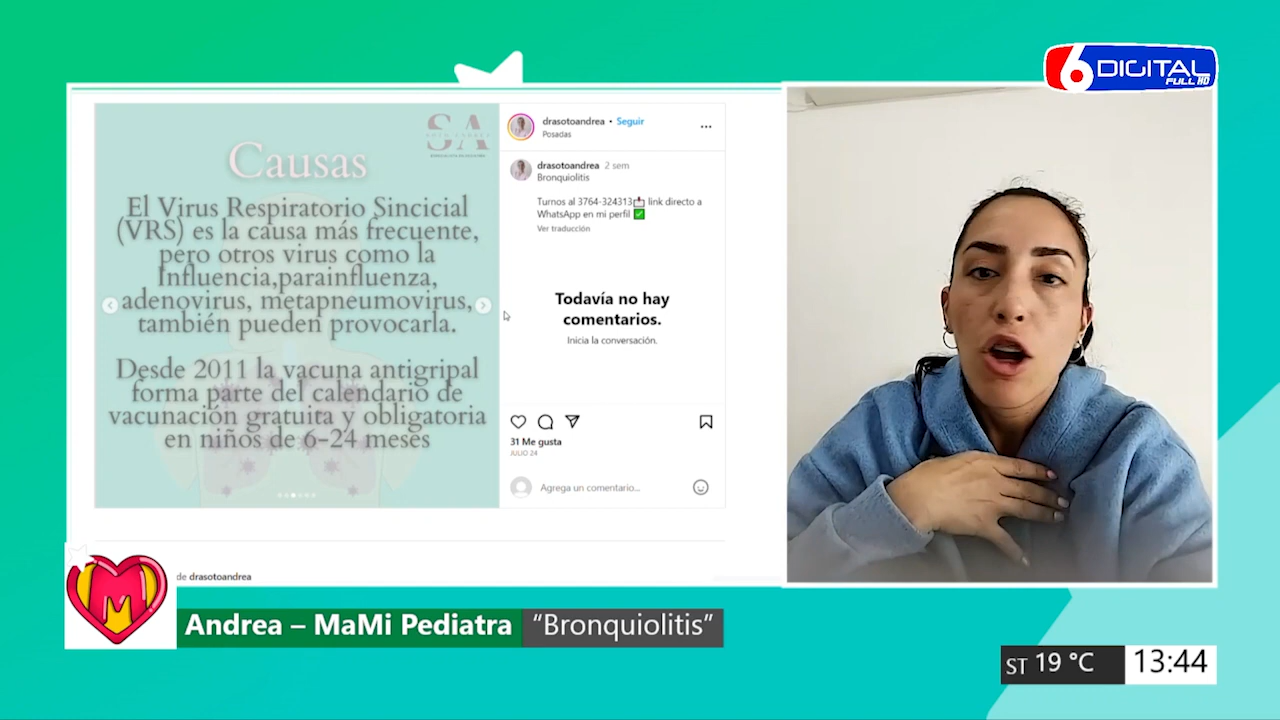 6 DIGITAL
FULL HD
SA
Causas
El Virus Respiratorio Sincicial
(VRS) es la causa más frecuente,
pero otros virus como la
Influencia,parainfluenza,
adenovirus, metapneumovirus,
también pueden provocarla.
Desde 2011 la vacuna antigripal
forma parte del calendario de
vacunación gratuita y obligatoria
en niños de 6-24 meses
drasotoandrea • Seguir
Posadas
drasotoandrea 2 sem
Bronquiolitis
Turnos al 3764-324313📩 link directo a
WhatsApp en mi perfil ✅
Ver traducción
Todavía no hay
comentarios.
Inicia la conversación.
31 Me gusta
JULIO 24
Agrega un comentario...
de drasotoandrea
M
Andrea – MaMi Pediatra "Bronquiolitis"
ST 19 °C 13:44